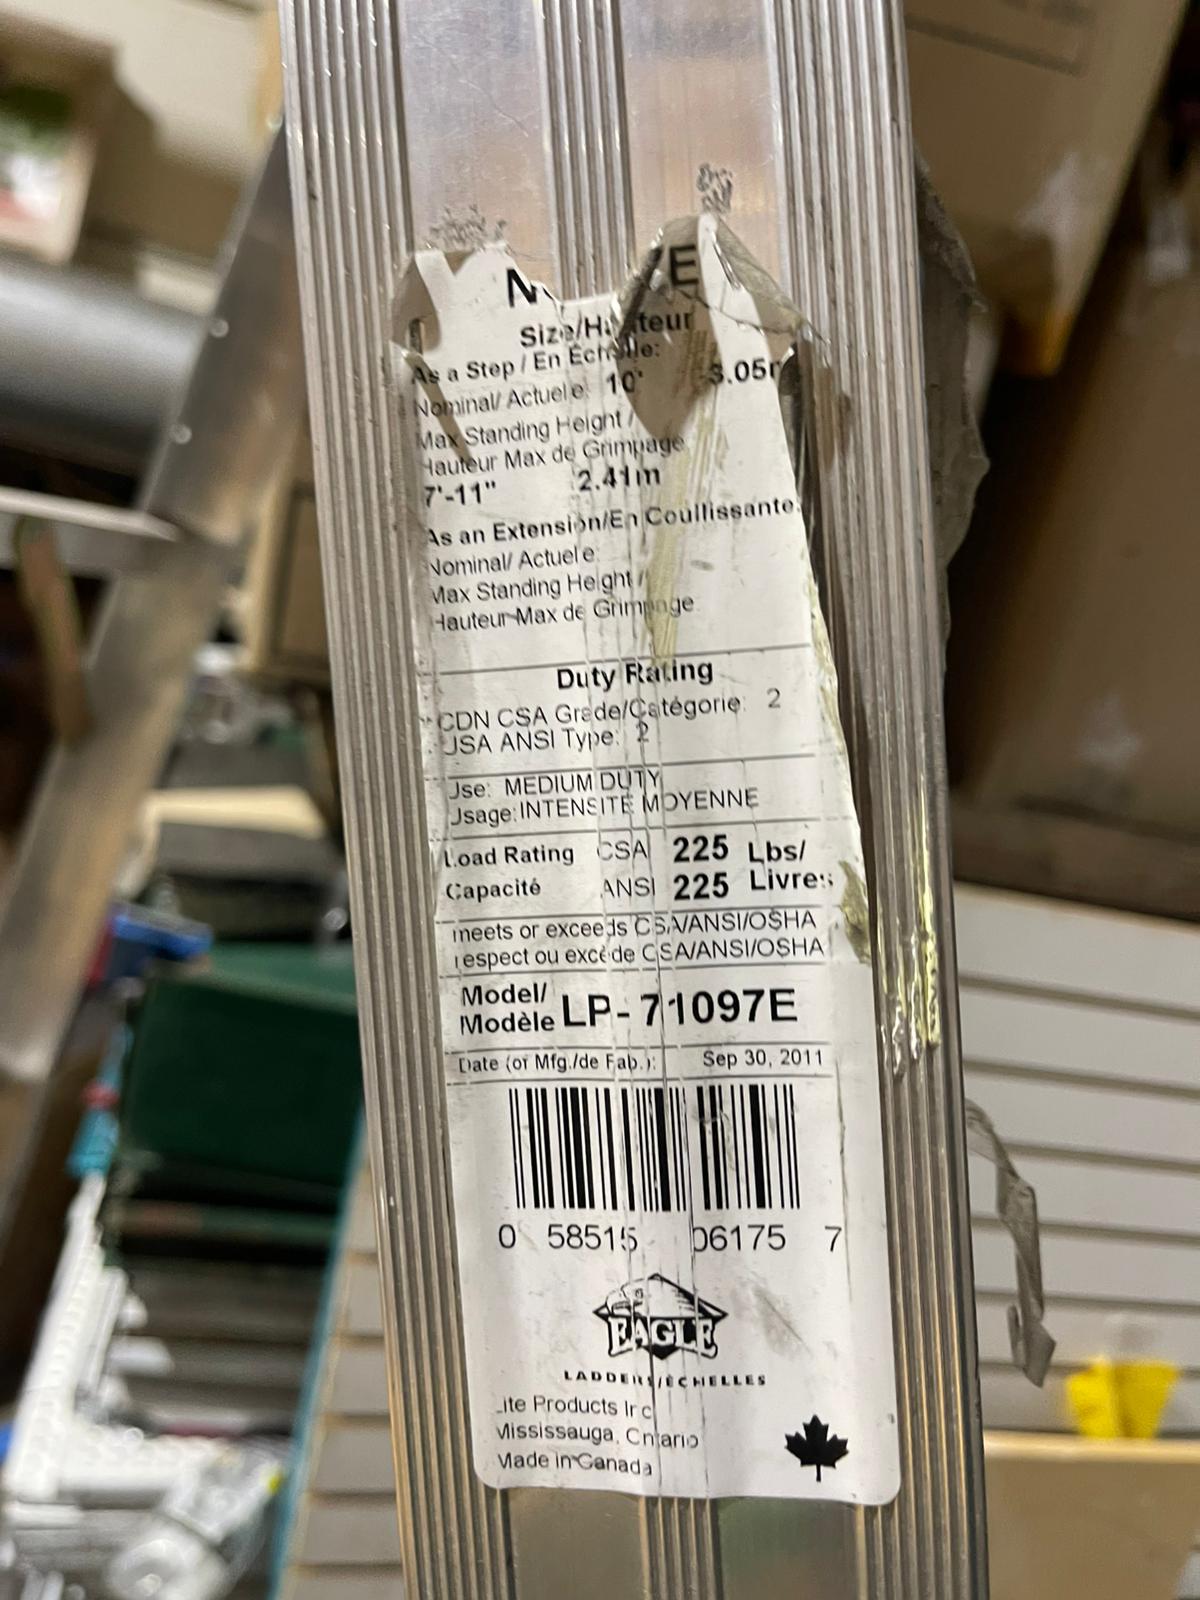 Size/Hauteur
As a Step / En Échelle:
Nominal/ Actuele: 10' 3.05m
Max Standing Height /
Hauteur Max de Grimpage
7'-11" 2.41m
As an Extension/En Coullissante:
Nominal/ Actuele:
Max Standing Height /
Hauteur Max de Grimpage
Duty Rating
CDN CSA Grade/Catégorie: 2
USA ANSI Type: 2
Use: MEDIUM DUTY
Usage: INTENSITE MOYENNE
Load Rating CSA 225 Lbs/
Capacité ANSI 225 Livres
meets or exceeds CSA/ANSI/OSHA
respect ou excède CSA/ANSI/OSHA
Model/
Modèle LP-71097E
Date (of Mfg./de Fab.): Sep 30, 2011
0 58515 06175 7
EAGLE
LADDERS/ÉCHELLES
Lite Products Inc
Mississauga, Ontario
Made in Canada